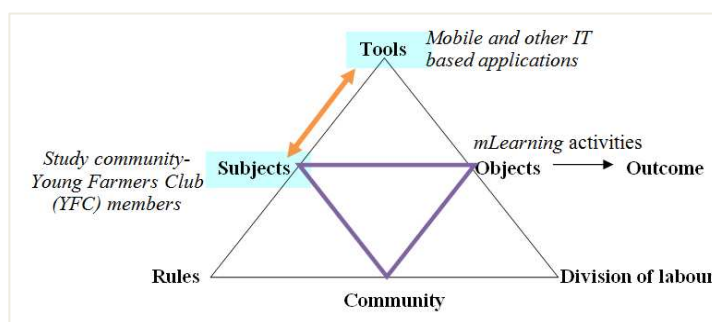 Tools
Mobile and other IT
based applications
Study community-
Young Farmers Club
(YFC) members
Subjects
mLearning activities
Objects
Outcome
Rules
Community
Division of labour